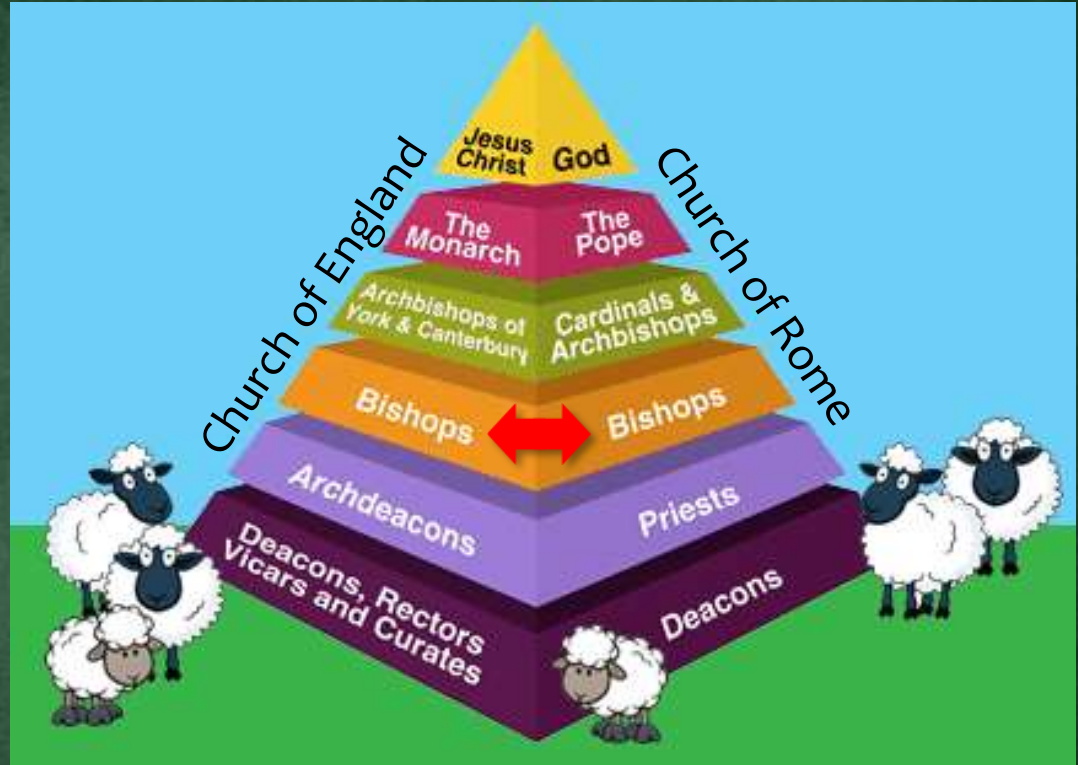 Church of England
Church of Rome
Jesus
Christ
God
The
Monarch
The
Pope
Archbishops of
York & Canterbury
Cardinals &
Archbishops
Bishops
Bishops
Archdeacons
Priests
Deacons, Rectors
Vicars and Curates
Deacons